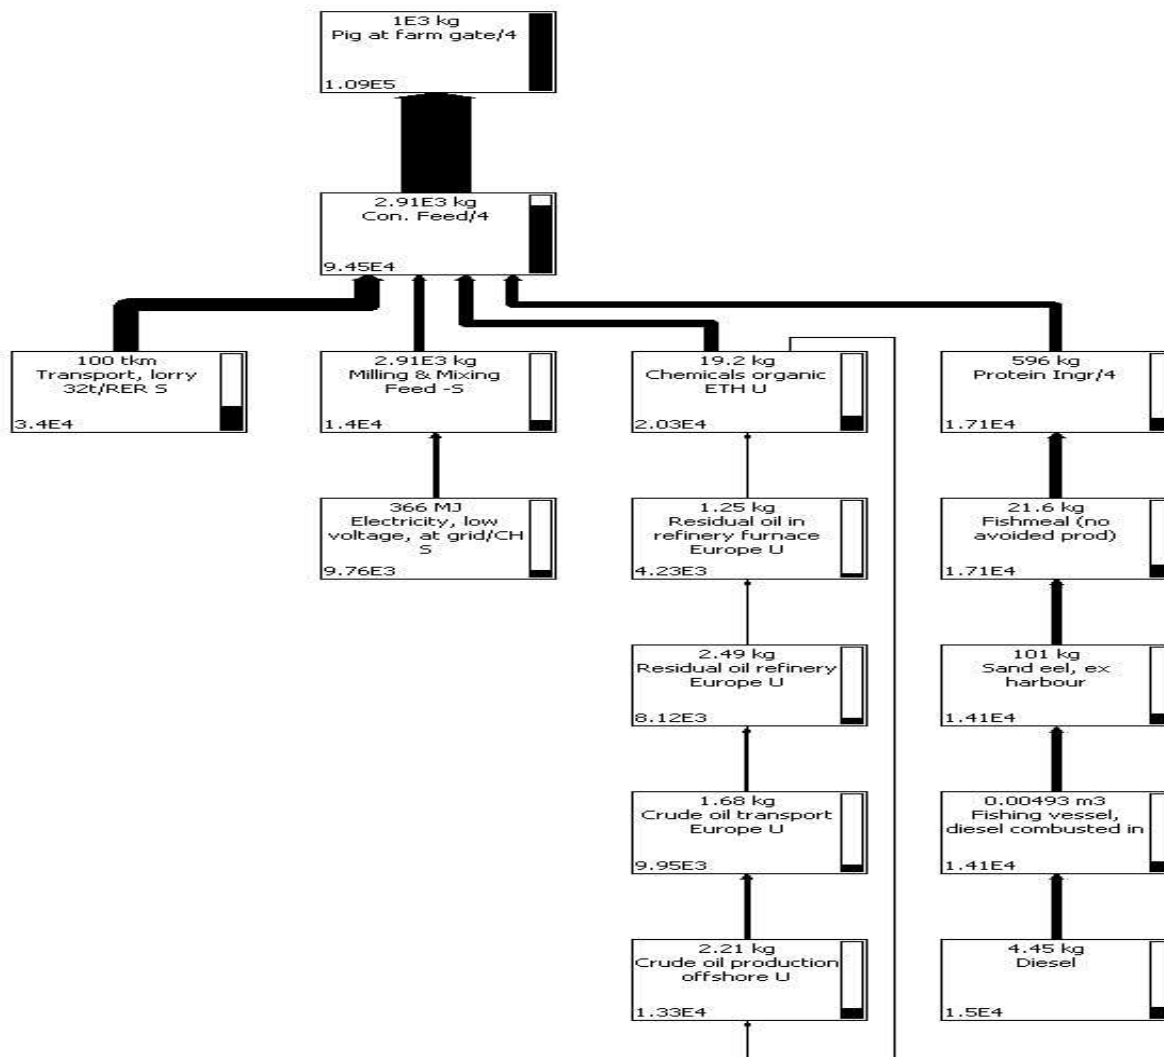 1E3 kg
Pig at farm gate/4
1.09E5
2.91E3 kg
Con. Feed/4
9.45E4
100 tkm
Transport, lorry
32t/RER S
3.4E4
2.91E3 kg
Milling & Mixing
Feed -S
1.4E4
19.2 kg
Chemicals organic
ETH U
2.03E4
596 kg
Protein Ingr/4
1.71E4
366 MJ
Electricity, low
voltage, at grid/CH
S
9.76E3
1.25 kg
Residual oil in
refinery furnace
Europe U
4.23E3
21.6 kg
Fishmeal (no
avoided prod)
1.71E4
2.49 kg
Residual oil refinery
Europe U
8.12E3
101 kg
Sand eel, ex
harbour
1.41E4
1.68 kg
Crude oil transport
Europe U
9.95E3
0.00493 m3
Fishing vessel,
diesel combusted in
1.41E4
2.21 kg
Crude oil production
offshore U
1.33E4
4.45 kg
Diesel
1.5E4